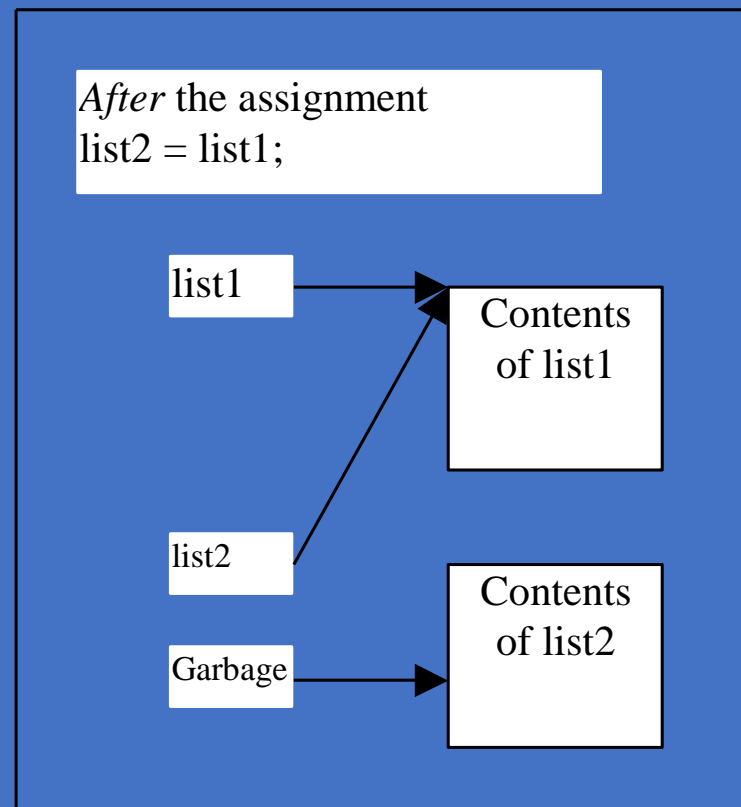 After the assignment
list2 = list1;
list1
Contents
of list1
list2
Contents
of list2
Garbage